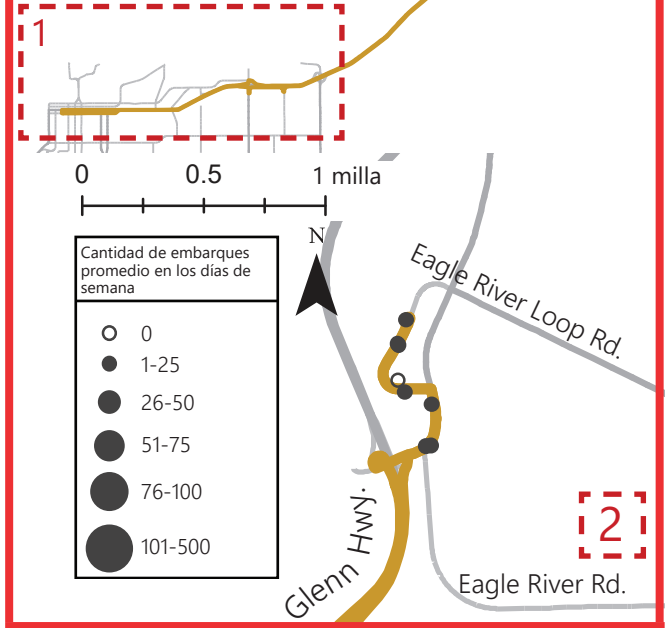 1
0 0.5 1 milla
N
Cantidad de embarques
promedio en los días de
semana
0
1-25
26-50
51-75
76-100
101-500
Eagle River Loop Rd.
Glenn Hwy.
2
Eagle River Rd.